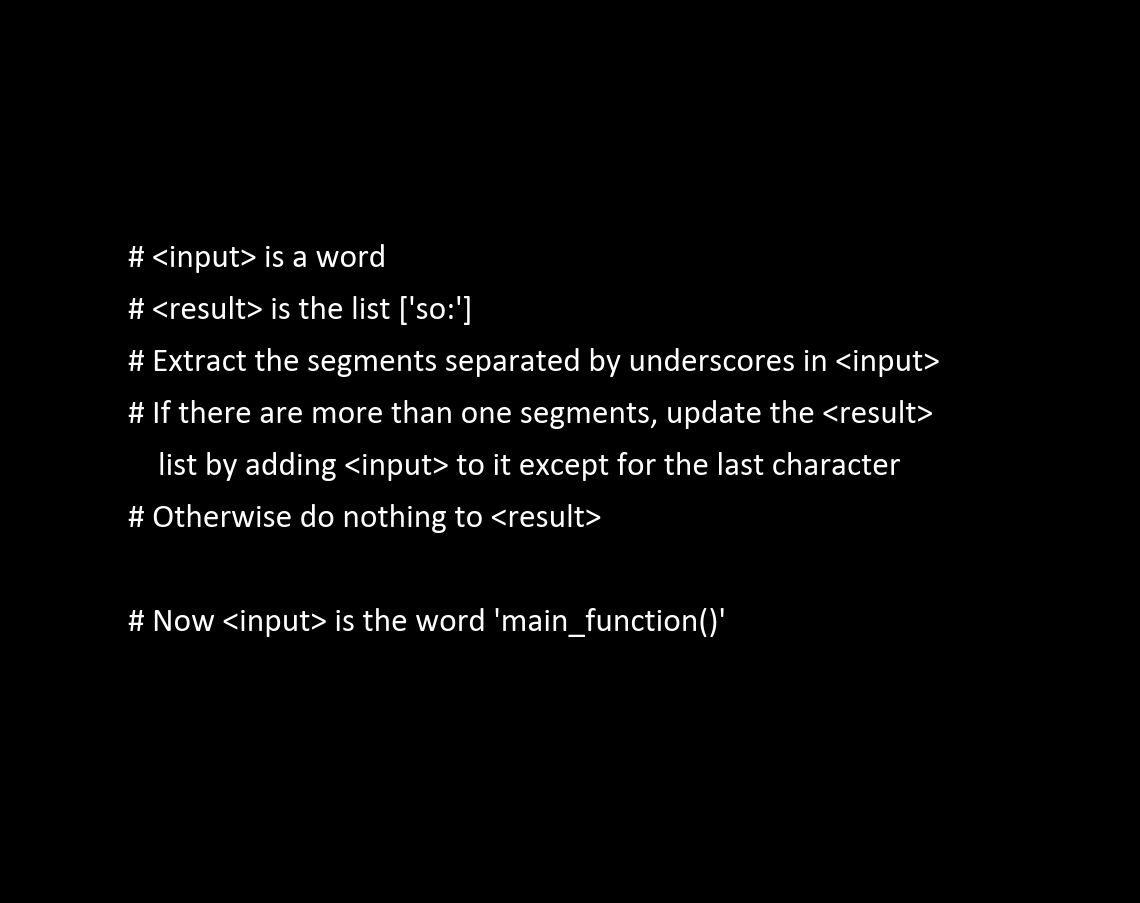 # <input> is a word
# <result> is the list ['so:']
# Extract the segments separated by underscores in <input>
# If there are more than one segments, update the <result>
list by adding <input> to it except for the last character
# Otherwise do nothing to <result>
# Now <input> is the word 'main_function()'